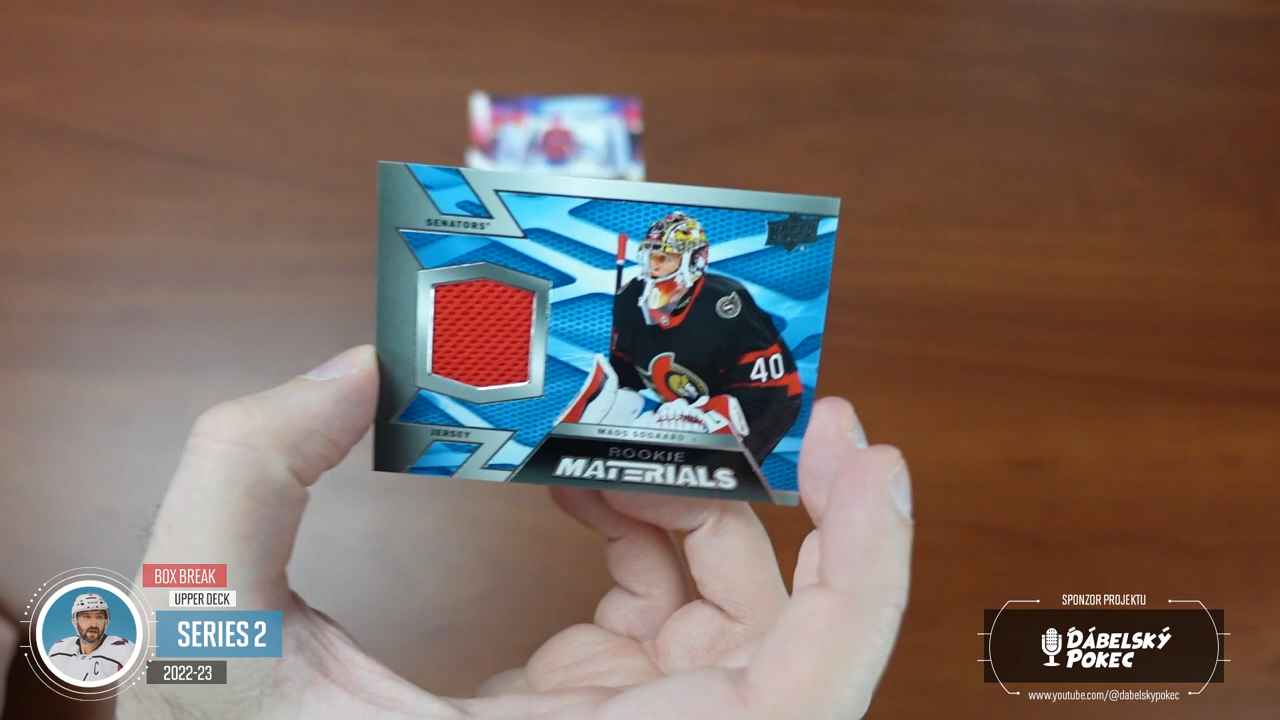 SENATORS
40
JERSEY
MADS SOGAARD
ROOKIE
MATERIALS
BOX BREAK
UPPER DECK
SERIES 2
2022-23
C
SPONZOR PROJEKTU
ĎÁBELSKÝ
POKEC
www.youtube.com/@dabelskypokec